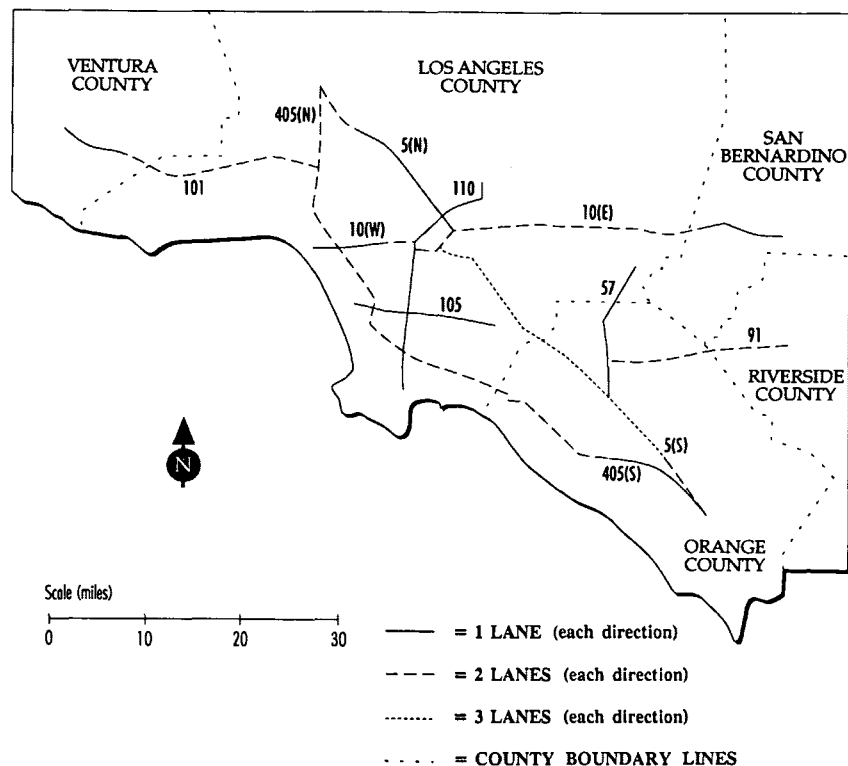 VENTURA
COUNTY
LOS ANGELES
COUNTY
405(N)
5(N)
SAN
BERNARDINO
COUNTY
110
101
10(W)
10(E)
57
105
91
RIVERSIDE
COUNTY
N
5(S)
405(S)
ORANGE
COUNTY
Scale (miles)
0 10 20 30
= 1 LANE (each direction)
= 2 LANES (each direction)
= 3 LANES (each direction)
= COUNTY BOUNDARY LINES